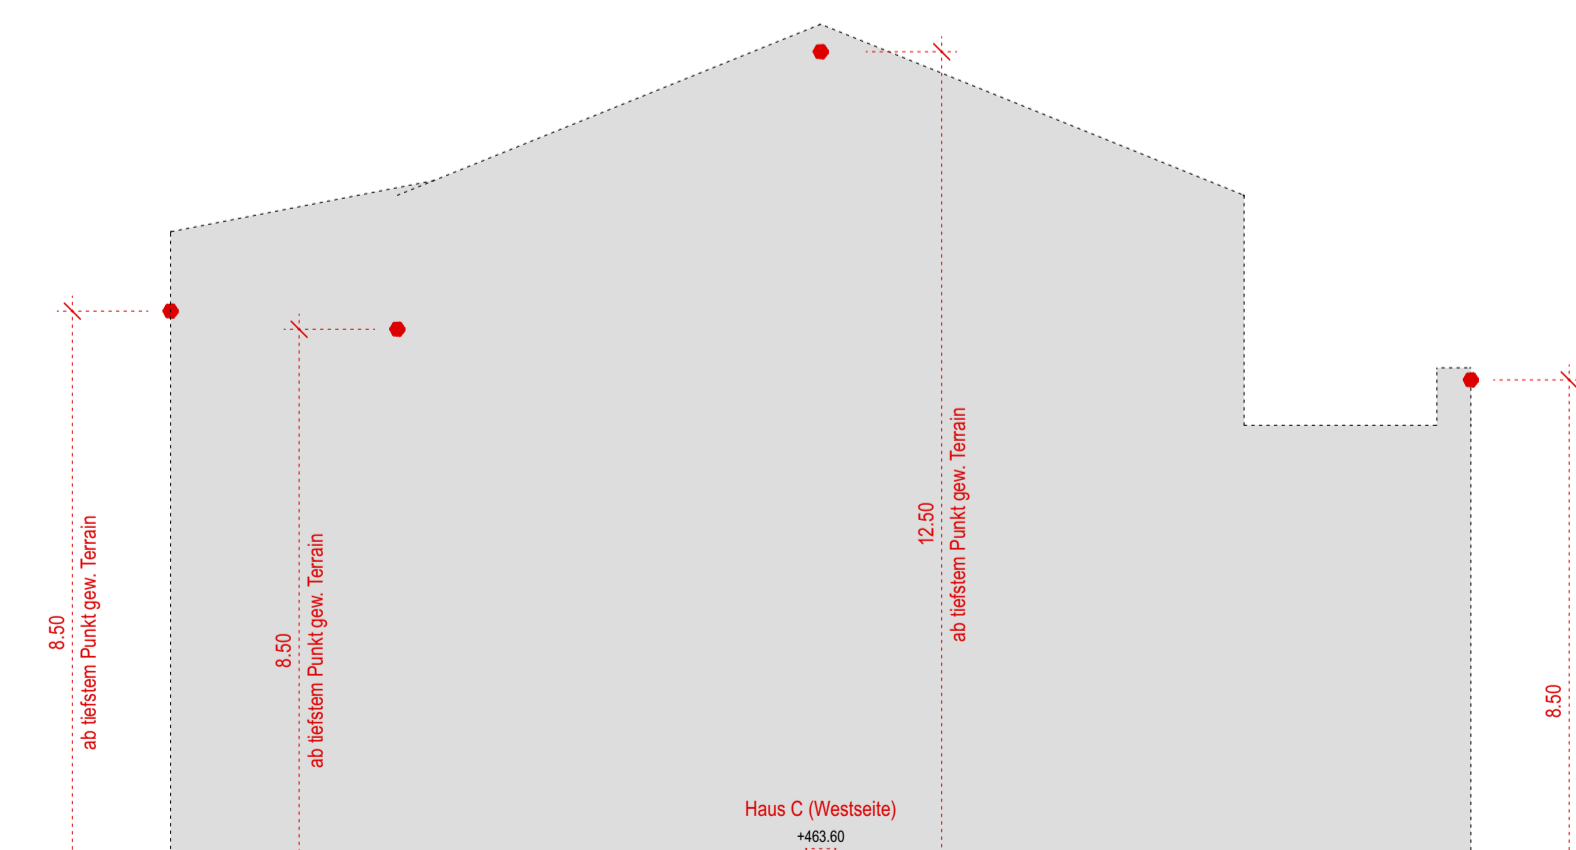 8.50
ab tiefstem Punkt gew. Terrain
8.50
ab tiefstem Punkt gew. Terrain
12.50
ab tiefstem Punkt gew. Terrain
8.50
Haus C (Westseite)
+463.60